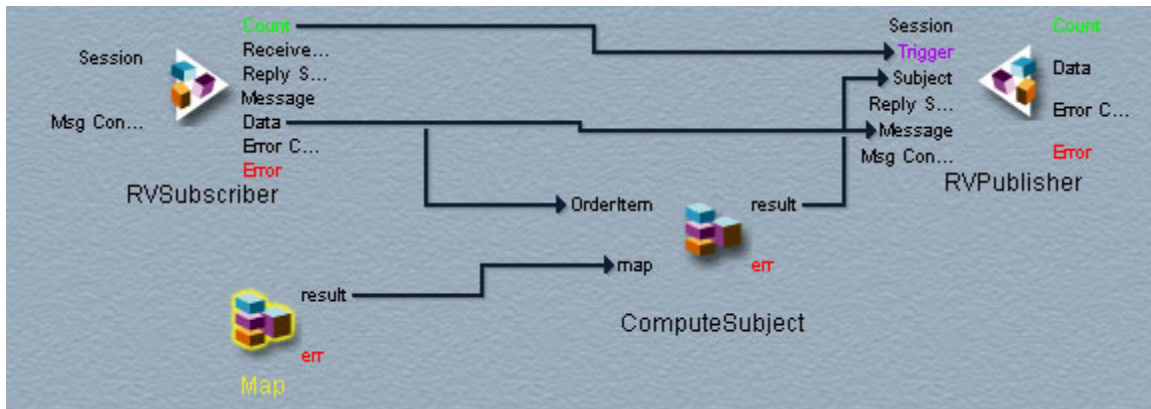 Session
Msg Con...
Count
Receive...
Reply S...
Message
Data
Error C...
Error
RVSubscriber
Session
Trigger
Subject
Reply S...
Message
Msg Con...
Count
Data
Error C...
Error
RVPublisher
OrderItem
map
result
err
ComputeSubject
result
err
Map